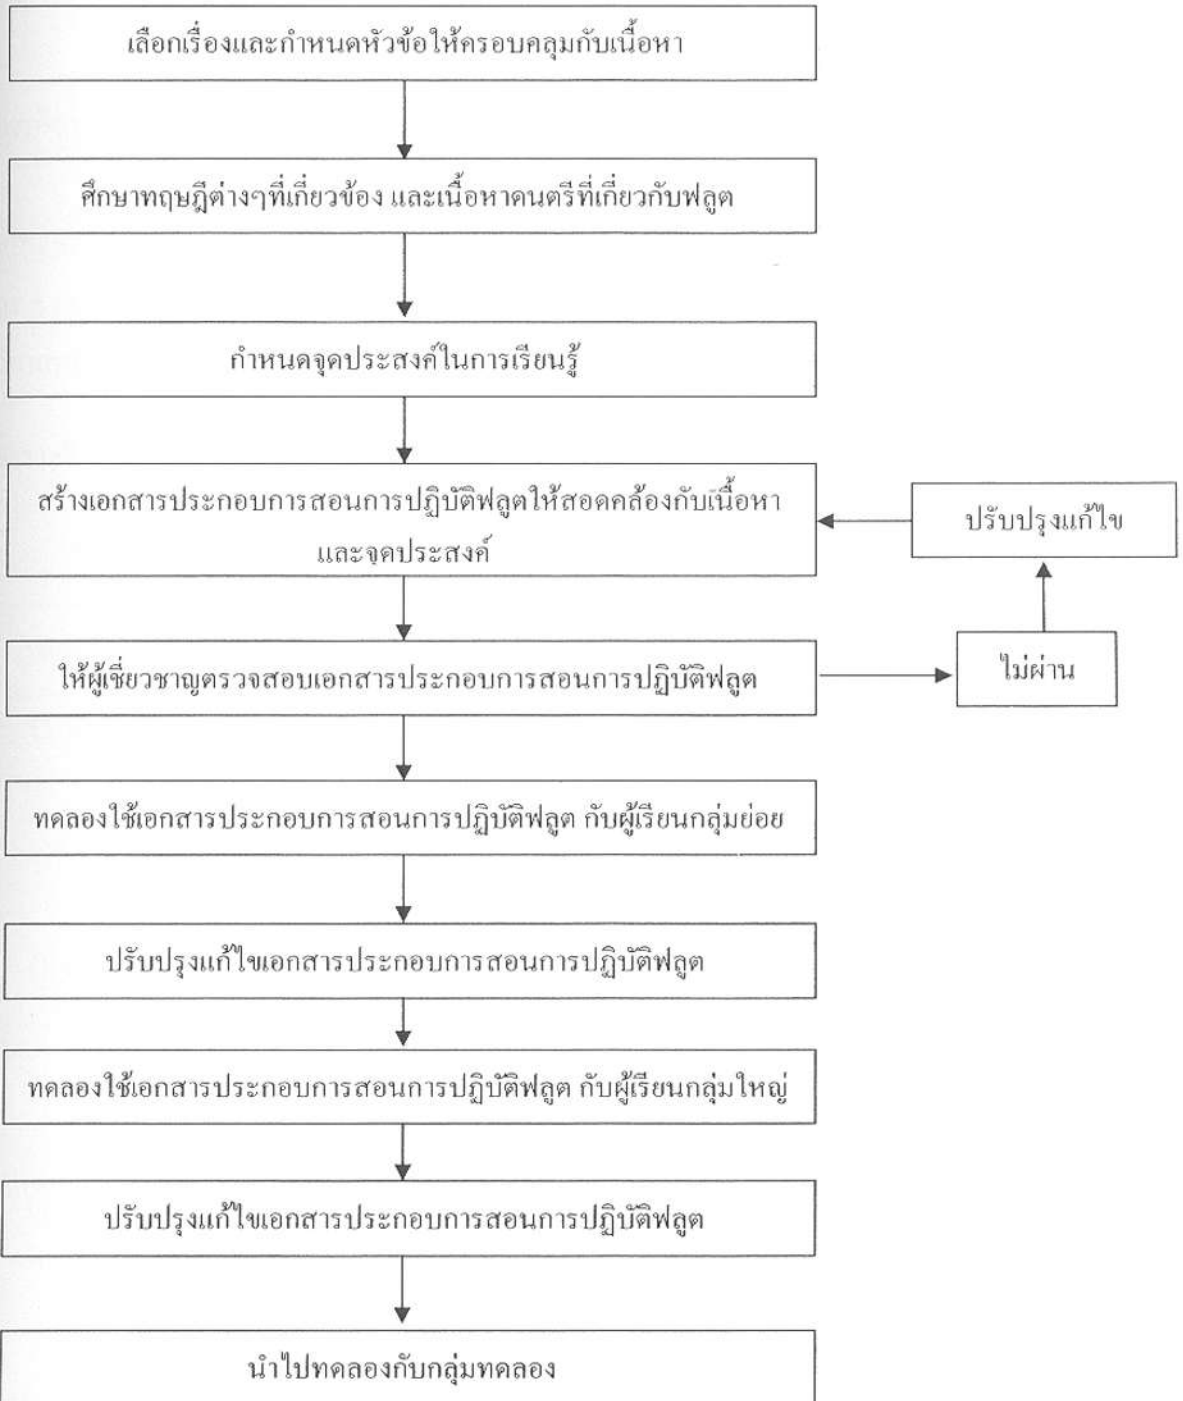 เลือกเรื่องและกำหนดหัวข้อให้ครอบคลุมกับเนื้อหา
ศึกษาทฤษฎีต่างๆที่เกี่ยวข้อง และเนื้อหาดนตรีที่เกี่ยวกับฟลูต
กำหนดจุดประสงค์ในการเรียนรู้
สร้างเอกสารประกอบการสอนการปฏิบัติฟลูตให้สอดคล้องกับเนื้อหา
และจุดประสงค์
ปรับปรุงแก้ไข
ให้ผู้เชี่ยวชาญตรวจสอบเอกสารประกอบการสอนการปฏิบัติฟลูต
ไม่ผ่าน
ทดลองใช้เอกสารประกอบการสอนการปฏิบัติฟลูต กับผู้เรียนกลุ่มย่อย
ปรับปรุงแก้ไขเอกสารประกอบการสอนการปฏิบัติฟลูต
ทดลองใช้เอกสารประกอบการสอนการปฏิบัติฟลูต กับผู้เรียนกลุ่มใหญ่
ปรับปรุงแก้ไขเอกสารประกอบการสอนการปฏิบัติฟลูต
นำไปทดลองกับกลุ่มทดลอง